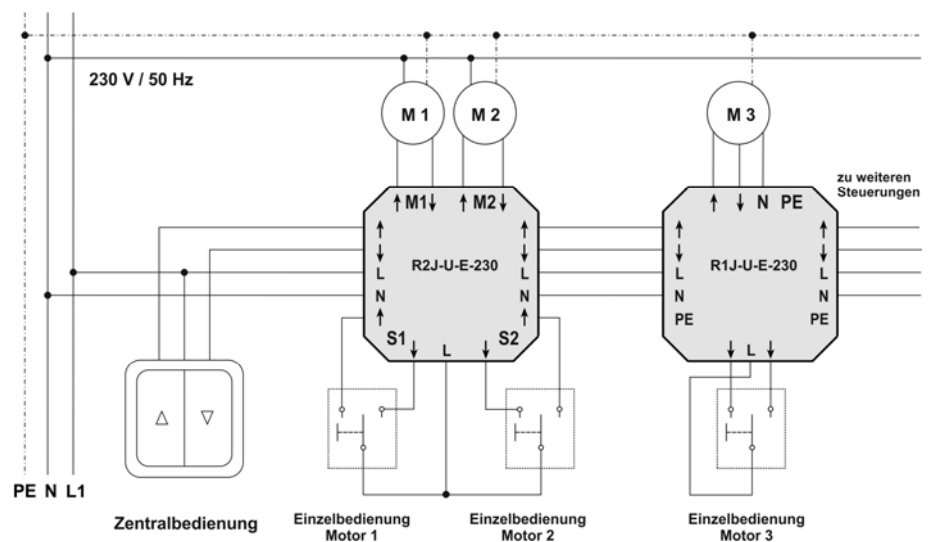 230 V / 50 Hz
M 1
M 2
M 3
zu weiteren
Steuerungen
↑ M1 ↓ ↑ M2 ↓
↑ ↓ N PE
↑ ↑
↓ ↓
R2J-U-E-230
L L
N N
↑ ↑
S1 S2
↓ L ↓
↑ ↑
↓ ↓
R1J-U-E-230
L L
N N
PE PE
↓ L ↓
△ ▽
PE N L1
Zentralbedienung
Einzelbedienung
Motor 1
Einzelbedienung
Motor 2
Einzelbedienung
Motor 3